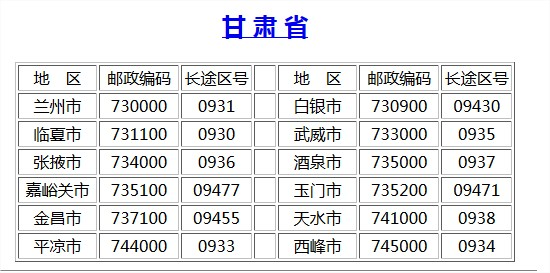 甘肃省
地 区 邮政编码 长途区号 地 区 邮政编码 长途区号
兰州市 730000 0931 白银市 730900 09430
临夏市 731100 0930 武威市 733000 0935
张掖市 734000 0936 酒泉市 735000 0937
嘉峪关市 735100 09477 玉门市 735200 09471
金昌市 737100 09455 天水市 741000 0938
平凉市 744000 0933 西峰市 745000 0934